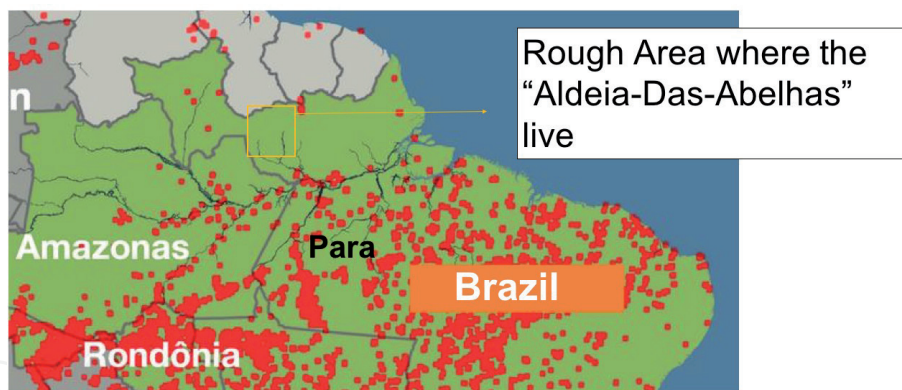 Rough Area where the
“Aldeia-Das-Abelhas”
live
n
Amazonas
Para
Brazil
Rondônia